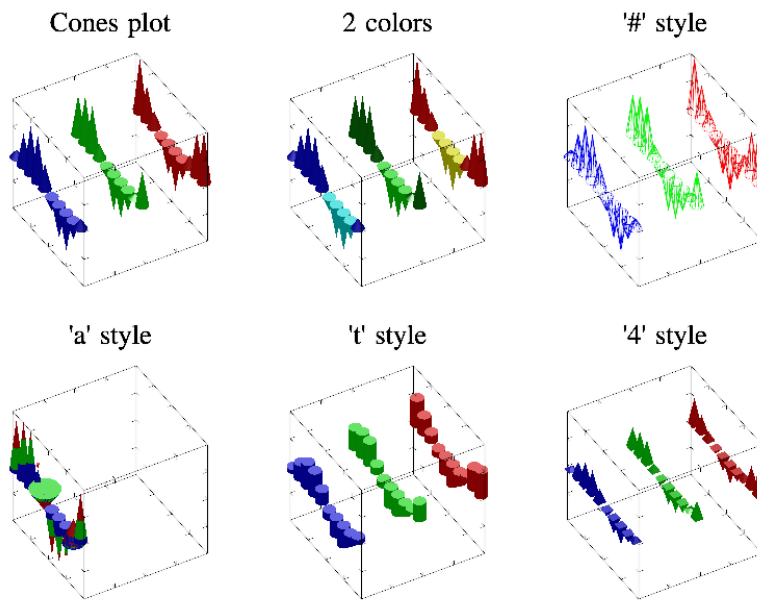 Cones plot
2 colors
'#' style
'a' style
't' style
'4' style